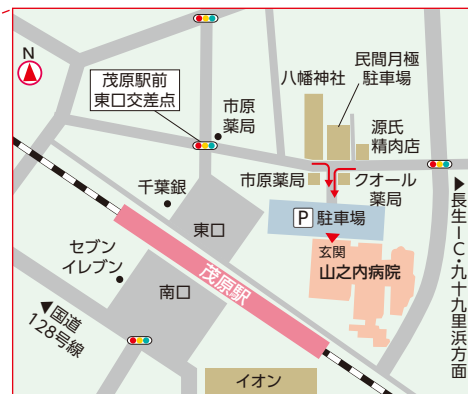 N
茂原駅前
東口交差点
市原
薬局
八幡神社
民間月極
駐車場
源氏
精肉店
市原薬局
クオール
薬局
千葉銀
東口
P 駐車場
玄関
山之内病院
セブン
イレブン
南口
茂原駅
◀国道
128号線
イオン
▶長生IC・九十九里浜方面